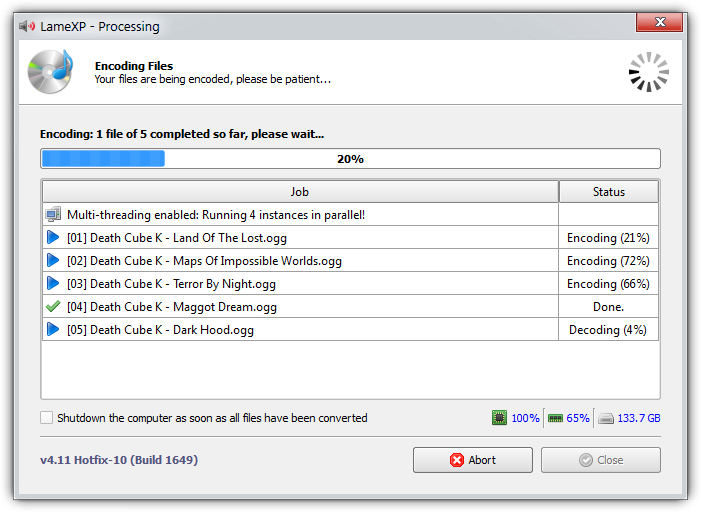 LameXP - Processing
Encoding Files
Your files are being encoded, please be patient...
Encoding: 1 file of 5 completed so far, please wait...
20%
Job Status
Multi-threading enabled: Running 4 instances in parallel!
[01] Death Cube K - Land Of The Lost.ogg Encoding (21%)
[02] Death Cube K - Maps Of Impossible Worlds.ogg Encoding (72%)
[03] Death Cube K - Terror By Night.ogg Encoding (66%)
[04] Death Cube K - Maggot Dream.ogg Done.
[05] Death Cube K - Dark Hood.ogg Decoding (4%)
Shutdown the computer as soon as all files have been converted 100% 65% 133.7 GB
v4.11 Hotfix-10 (Build 1649) Abort Close